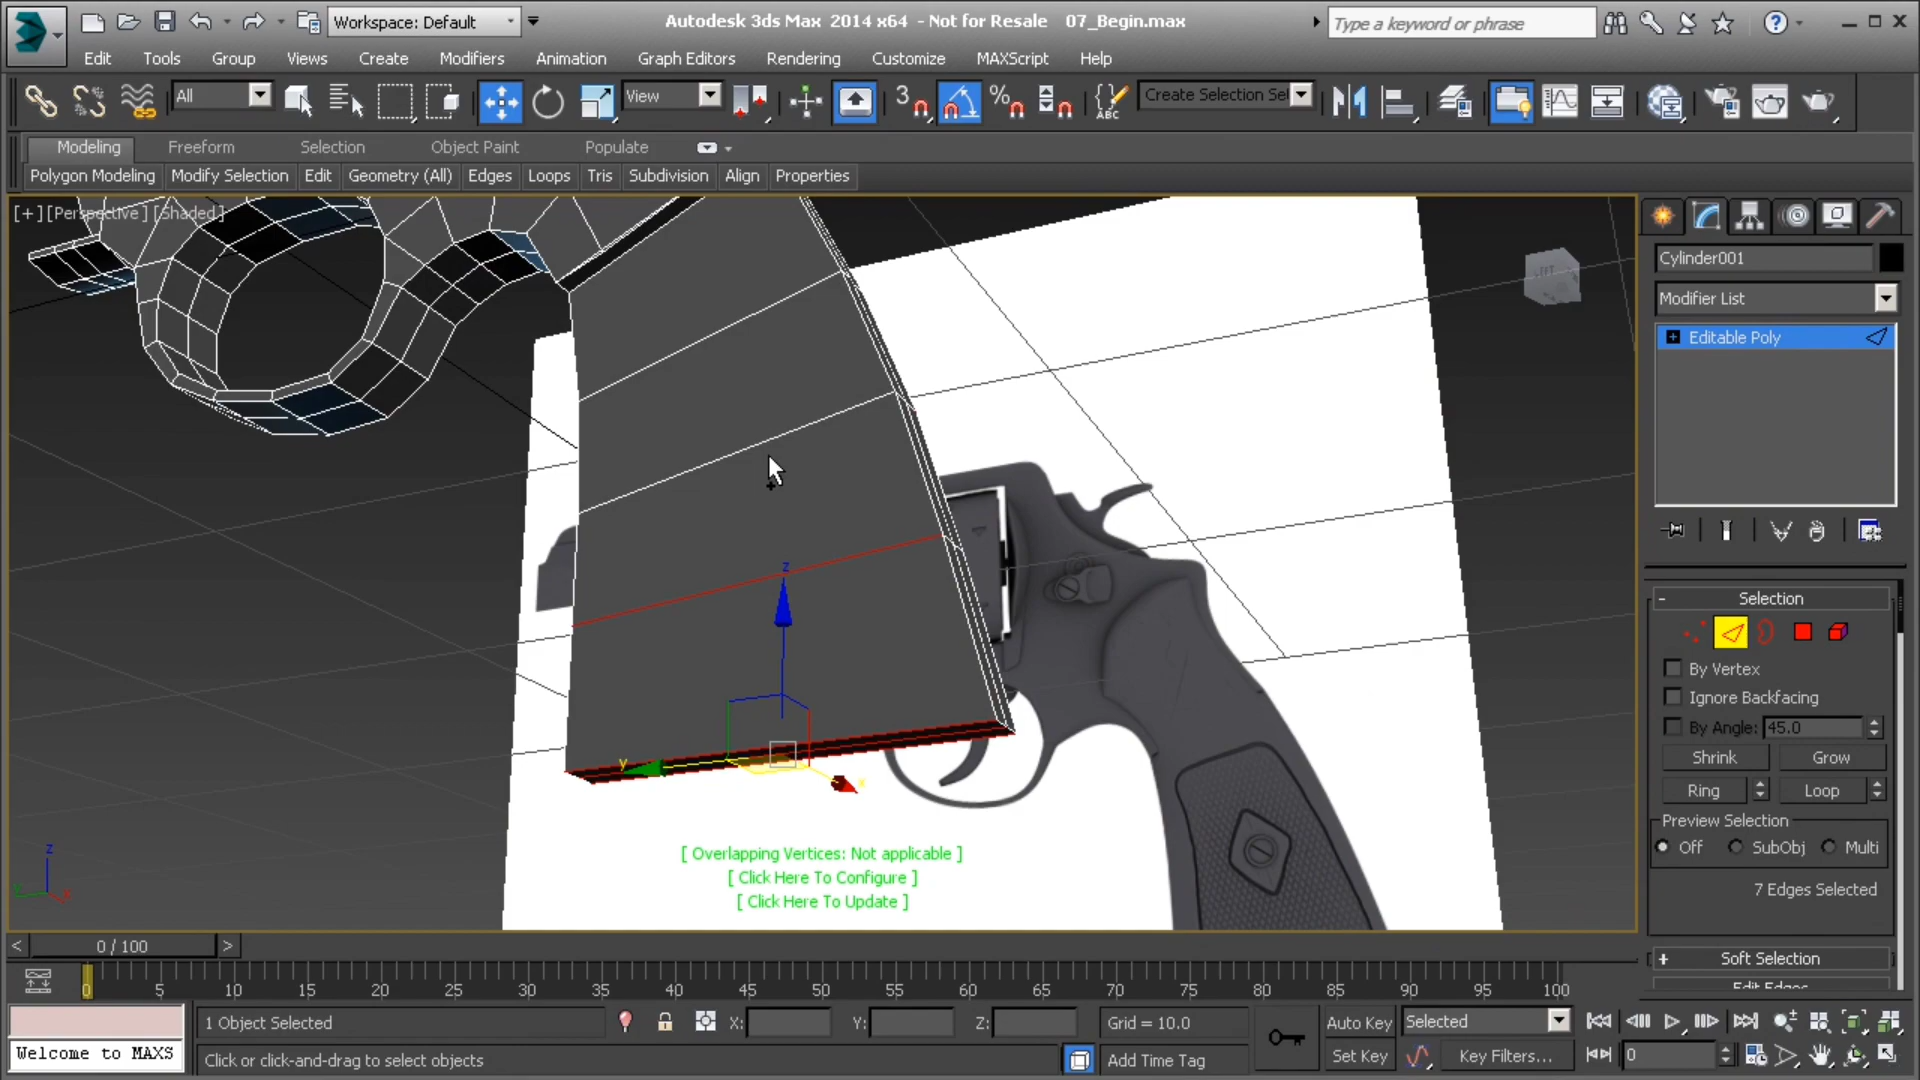 Workspace: Default
Autodesk 3ds Max 2014 x64 - Not for Resale 07_Begin.max
Type a keyword or phrase
Edit Tools Group Views Create Modifiers Animation Graph Editors Rendering Customize MAXScript Help
All
View
3
%
ABC
Create Selection Sel
Modeling Freeform Selection Object Paint Populate
Polygon Modeling Modify Selection Edit Geometry (All) Edges Loops Tris Subdivision Align Properties
[+][Perspective][Shaded]
Cylinder001
Modifier List
Editable Poly
Selection
By Vertex
Ignore Backfacing
By Angle: 45.0
Shrink Grow
Ring Loop
Preview Selection
Off SubObj Multi
7 Edges Selected
Soft Selection
Edit Edges
z
y
x
z
x
[ Overlapping Vertices: Not applicable ]
[ Click Here To Configure ]
[ Click Here To Update ]
< 0 / 100 >
0 5 10 15 20 25 30 35 40 45 50 55 60 65 70 75 80 85 90 95 100
1 Object Selected
X: Y: Z: Grid = 10.0
Auto Key Selected
Welcome to MAXS
Click or click-and-drag to select objects
Add Time Tag
Set Key Key Filters...
0